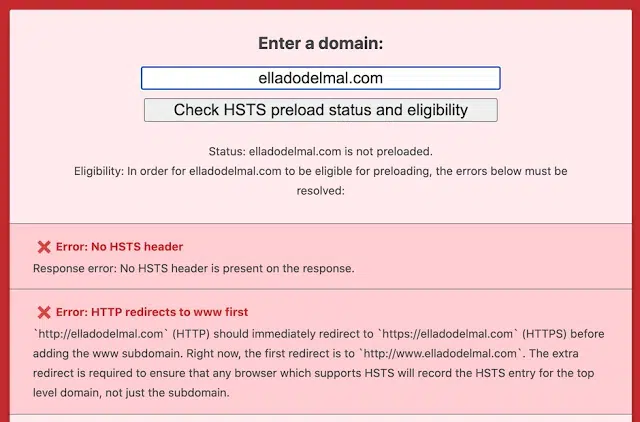 Enter a domain:
elladodelmal.com
Check HSTS preload status and eligibility
Status: elladodelmal.com is not preloaded.
Eligibility: In order for elladodelmal.com to be eligible for preloading, the errors below must be
resolved:
❌ Error: No HSTS header
Response error: No HSTS header is present on the response.
❌ Error: HTTP redirects to www first
`http://elladodelmal.com` (HTTP) should immediately redirect to `https://elladodelmal.com` (HTTPS) before
adding the www subdomain. Right now, the first redirect is to `http://www.elladodelmal.com`. The extra
redirect is required to ensure that any browser which supports HSTS will record the HSTS entry for the top
level domain, not just the subdomain.